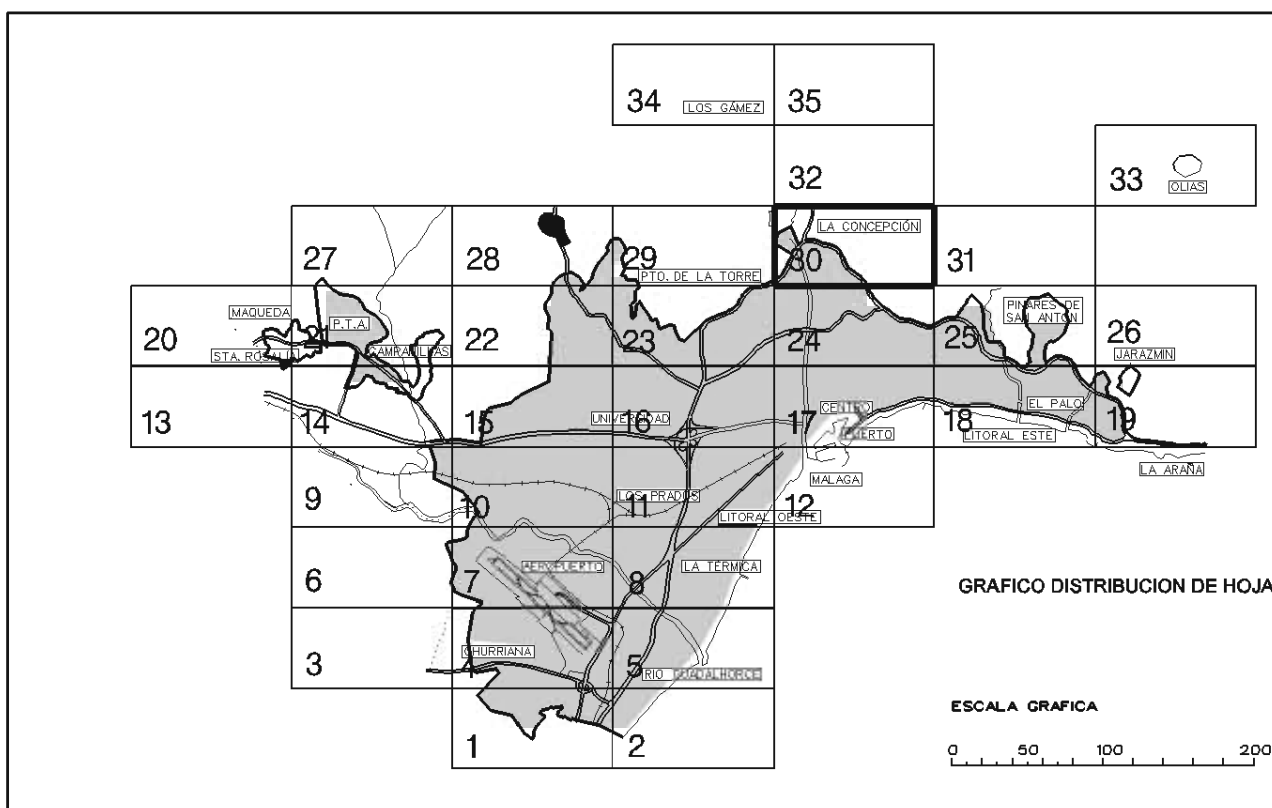 34 LOS GÁMEZ 35
32 33
OLIAS
LA CONCEPCIÓN
27 28 29 30 31
PTO. DE LA TORRE
MAQUEDA
P.T.A.
PINARES DE
SAN ANTÓN
20 21 22 23 24 25 26
STA. ROSALIA
CAMPANILLAS
JARAZMIN
EL PALO
CENTRO
UNIVERSIDAD
13 14 15 16 17 18 19
PUERTO
LITORAL ESTE
LA ARAÑA
MALAGA
LOS PRADOS
9 10 11 12
LITORAL OESTE
AEROPUERTO
LA TÉRMICA
6 7 8
GRAFICO DISTRIBUCION DE HOJA
CHURRIANA
3 5
RIO GUADALHORCE
ESCALA GRAFICA
1 2
0 50 100 200